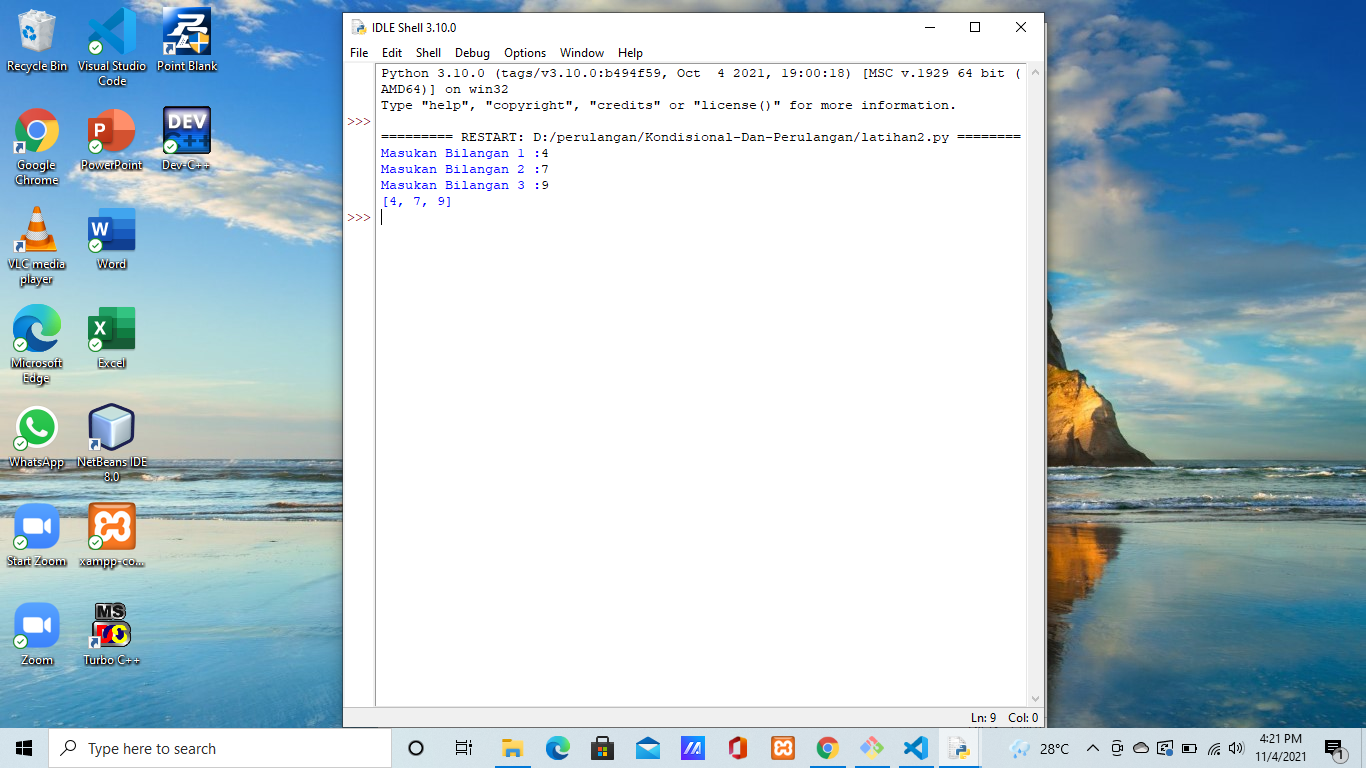 Recycle Bin
Visual Studio
Code
Point Blank
Google
Chrome
PowerPoint
DEV
Dev-C++
VLC media
player
W
Word
Microsoft
Edge
X
Excel
WhatsApp
NetBeans IDE
8.0
Start Zoom
xampp-co...
Zoom
MS
Turbo C++
IDLE Shell 3.10.0
File Edit Shell Debug Options Window Help
Python 3.10.0 (tags/v3.10.0:b494f59, Oct  4 2021, 19:00:18) [MSC v.1929 64 bit (
AMD64)] on win32
Type "help", "copyright", "credits" or "license()" for more information.
>>>
========= RESTART: D:/perulangan/Kondisional-Dan-Perulangan/latihan2.py ========
Masukan Bilangan 1 :4
Masukan Bilangan 2 :7
Masukan Bilangan 3 :9
[4, 7, 9]
>>>
Ln: 9 Col: 0
Type here to search
28°C
4:21 PM
11/4/2021
1